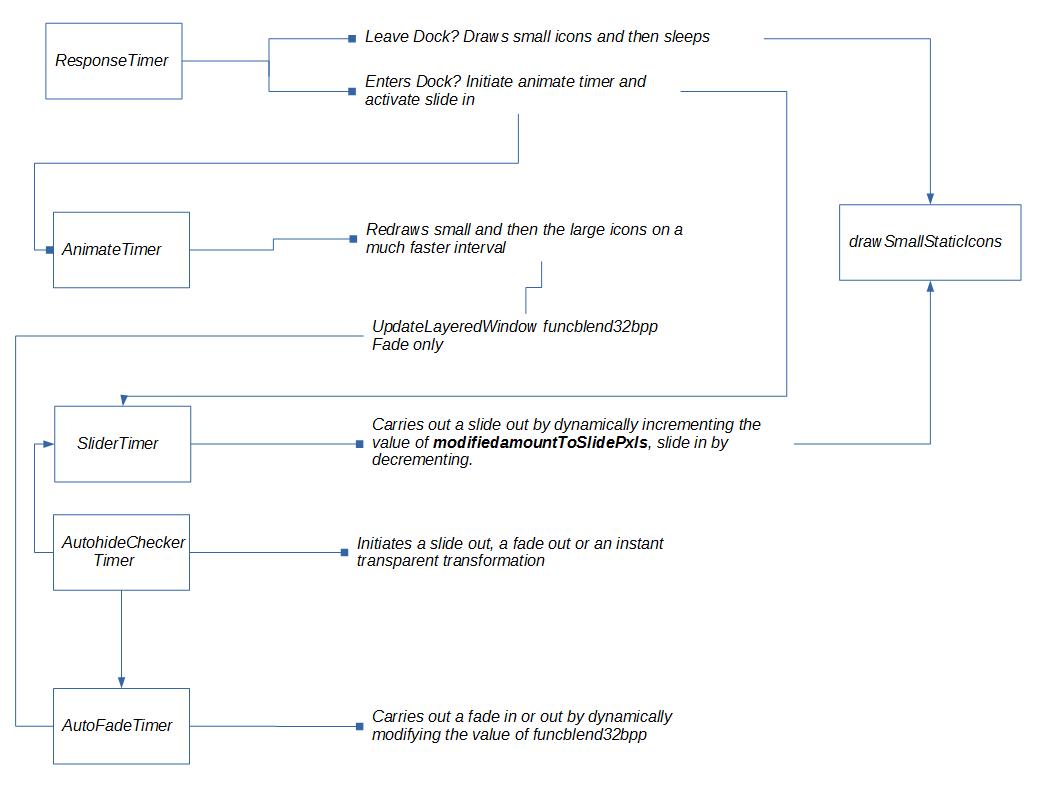 ResponseTimer
Leave Dock? Draws small icons and then sleeps
Enters Dock? Initiate animate timer and
activate slide in
AnimateTimer
Redraws small and then the large icons on a
much faster interval
drawSmallStaticIcons
UpdateLayeredWindow funcblend32bpp
Fade only
SliderTimer
Carries out a slide out by dynamically incrementing the
value of modifiedamountToSlidePxls, slide in by
decrementing.
AutohideChecker
Timer
Initiates a slide out, a fade out or an instant
transparent transformation
AutoFadeTimer
Carries out a fade in or out by dynamically
modifying the value of funcblend32bpp